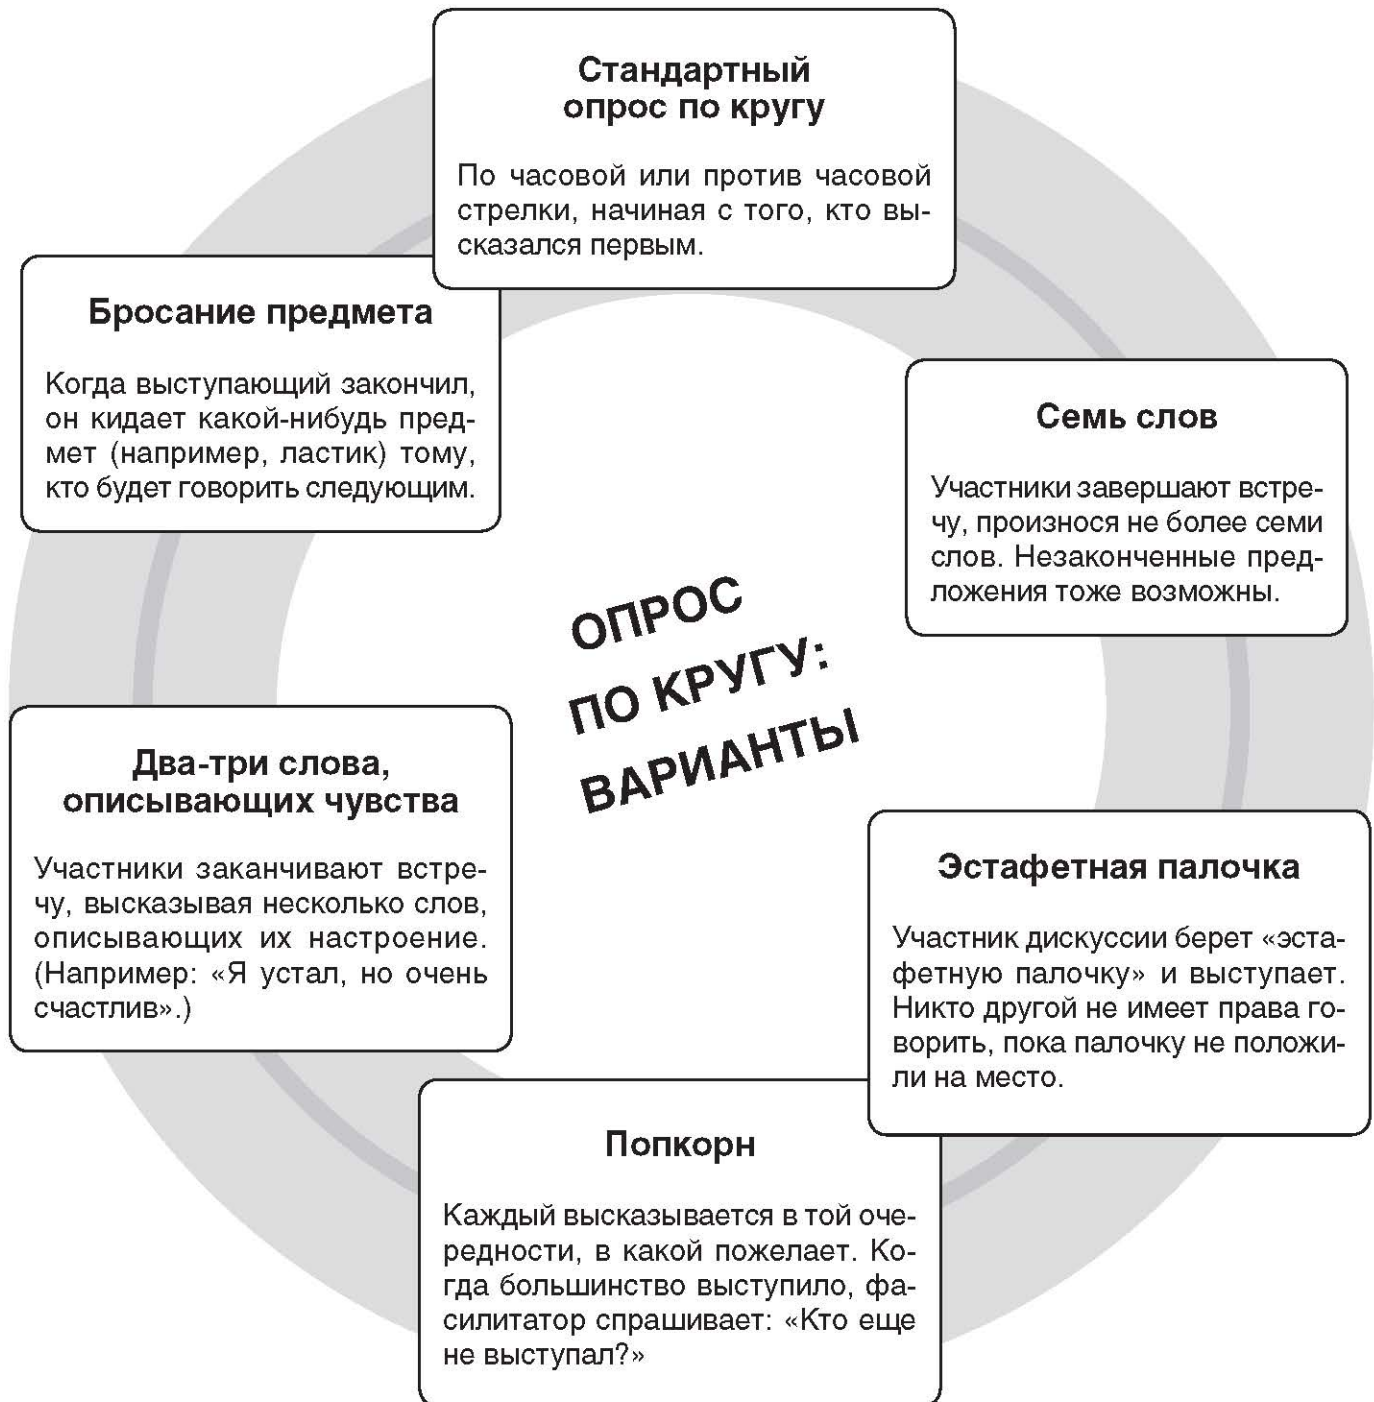 Стандартный
опрос по кругу
По часовой или против часовой
стрелки, начиная с того, кто вы-
сказался первым.
Бросание предмета
Когда выступающий закончил,
он кидает какой-нибудь пред-
мет (например, ластик) тому,
кто будет говорить следующим.
Семь слов
Участники завершают встре-
чу, произнося не более семи
слов. Незаконченные пред-
ложения тоже возможны.
ОПРОС
ПО КРУГУ:
ВАРИАНТЫ
Два-три слова,
описывающих чувства
Участники заканчивают встре-
чу, высказывая несколько слов,
описывающих их настроение.
(Например: «Я устал, но очень
счастлив».)
Эстафетная палочка
Участник дискуссии берет «эста-
фетную палочку» и выступает.
Никто другой не имеет права го-
ворить, пока палочку не положи-
ли на место.
Попкорн
Каждый высказывается в той оче-
редности, в какой пожелает. Ко-
гда большинство выступило, фа-
силитатор спрашивает: «Кто еще
не выступал?»